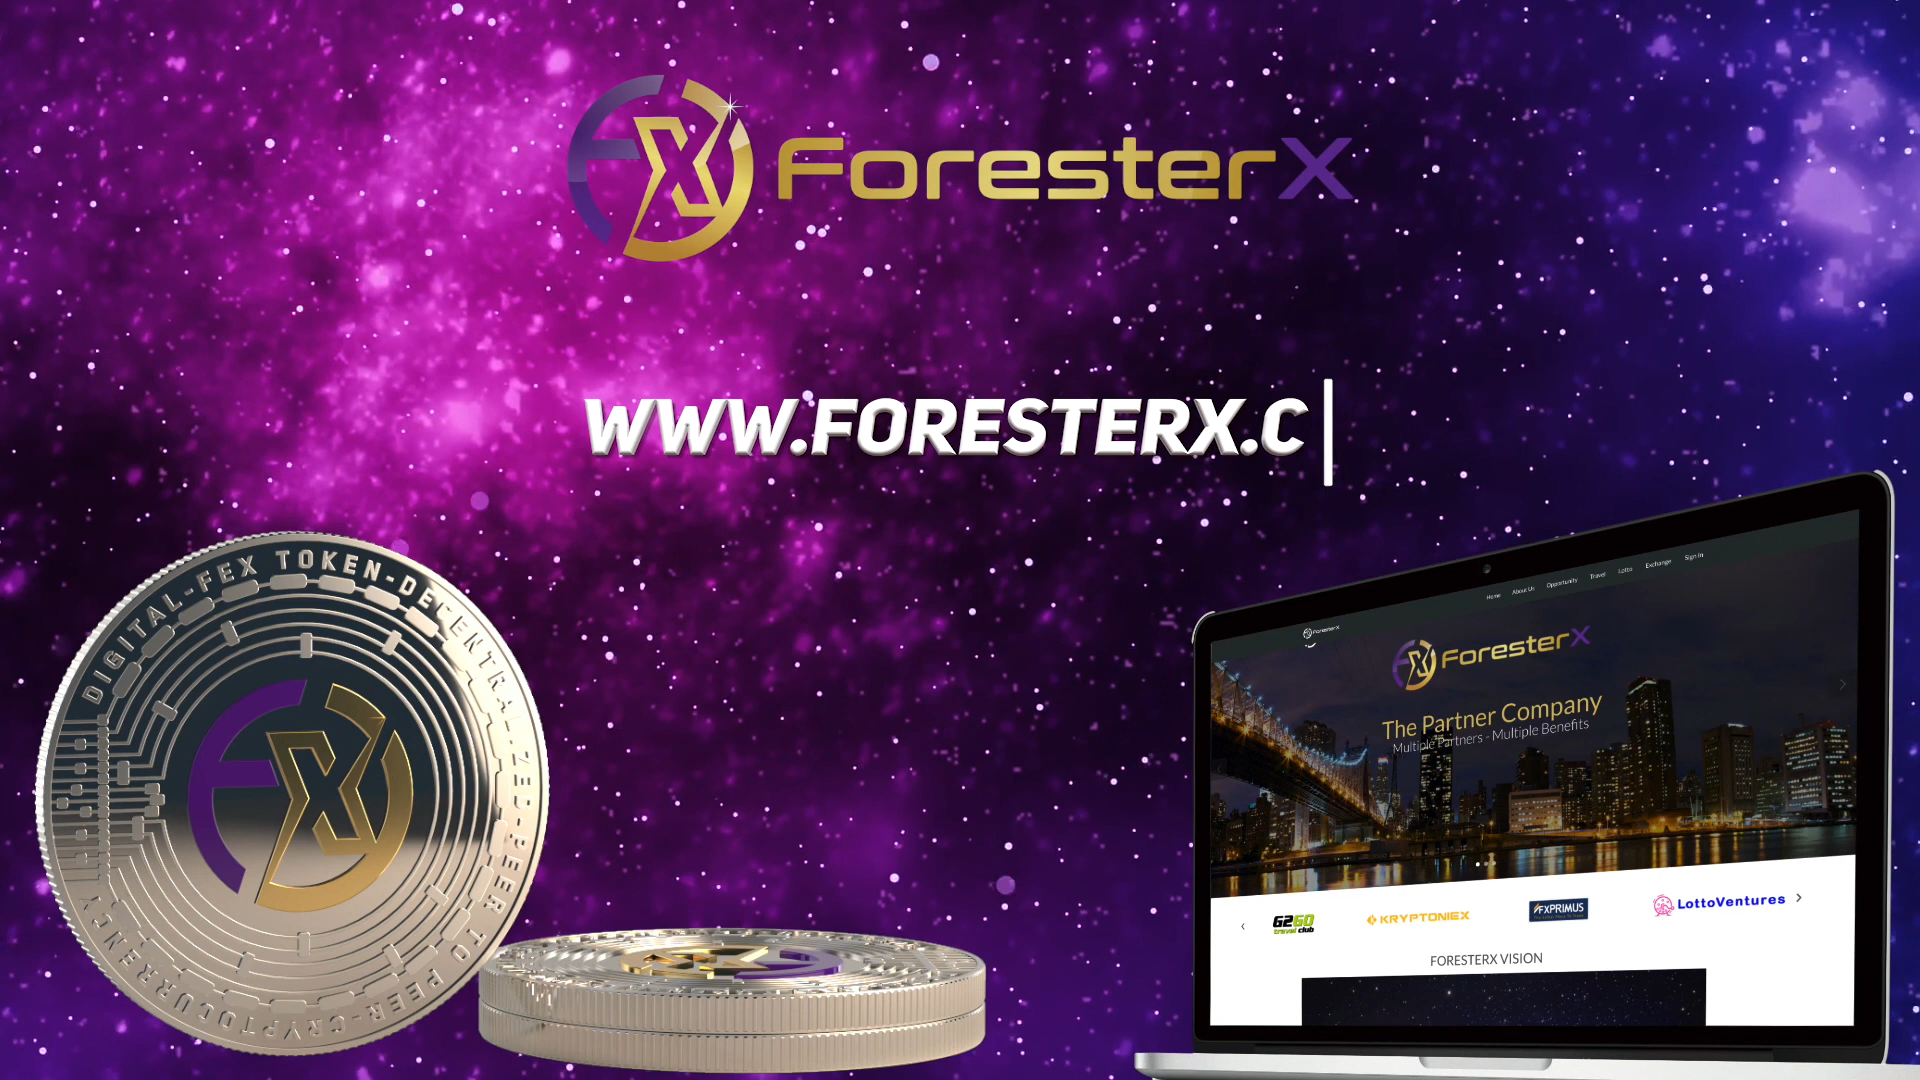 ForesterX
WWW.FORESTERX.C
DIGITAL-FEX TOKEN-DECENTRALIZED-PEER TO PEER-CRYPTOCURRENCY
Home About Us Opportunity Travel Lotto Exchange Sign In
ForesterX
ForesterX
The Partner Company
Multiple Partners - Multiple Benefits
G2GO
travel club
KRYPTONIEX
FXPRIMUS
LottoVentures
FORESTERX VISION